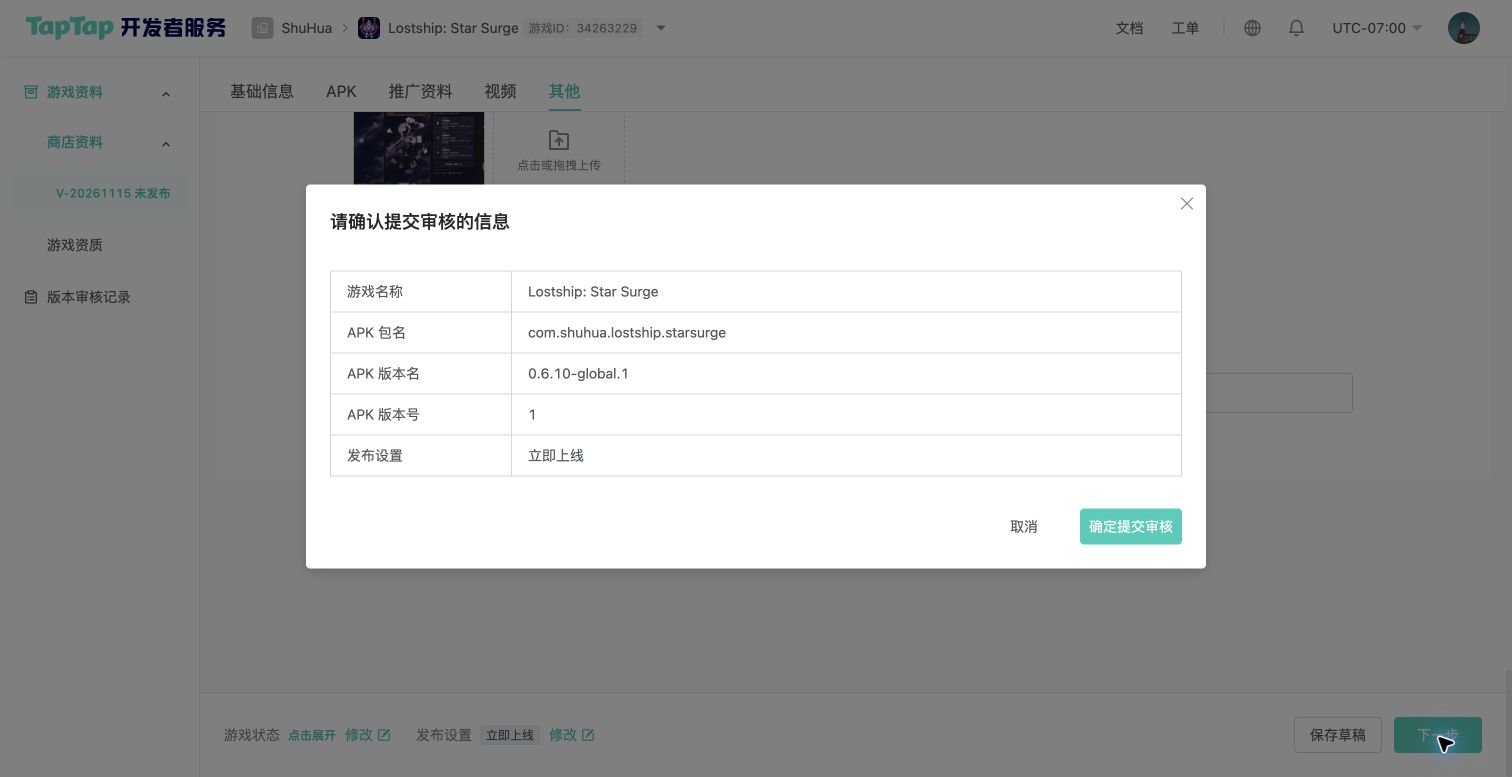 TapTap 开发者服务
ShuHua
Lostship: Star Surge
游戏ID: 34263229
文档
工单
UTC-07:00
游戏资料
商店资料
V-20261115 未发布
游戏资质
版本审核记录
基础信息
APK
推广资料
视频
其他
点击或拖拽上传
请确认提交审核的信息
游戏名称 Lostship: Star Surge
APK 包名 com.shuhua.lostship.starsurge
APK 版本名 0.6.10-global.1
APK 版本号 1
发布设置 立即上线
取消
确定提交审核
游戏状态 点击展开 修改
发布设置 立即上线 修改
保存草稿
下一步